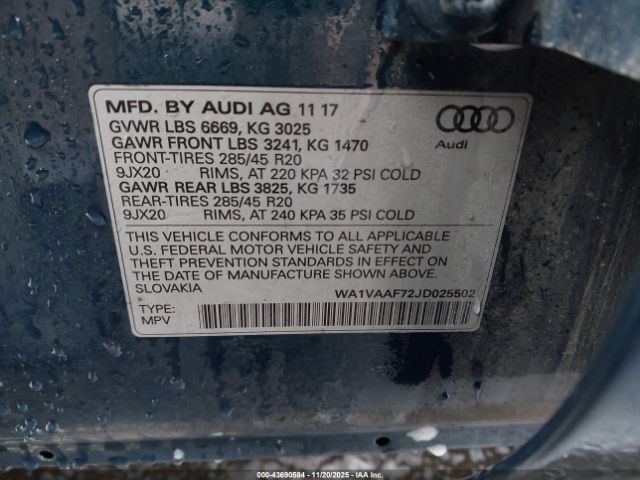 MFD. BY AUDI AG 11 17
GVWR LBS 6669, KG 3025
GAWR FRONT LBS 3241, KG 1470
FRONT-TIRES 285/45 R20
9JX20 RIMS, AT 220 KPA 32 PSI COLD
GAWR REAR LBS 3825, KG 1735
REAR-TIRES 285/45 R20
9JX20 RIMS, AT 240 KPA 35 PSI COLD
Audi
THIS VEHICLE CONFORMS TO ALL APPLICABLE
U.S. FEDERAL MOTOR VEHICLE SAFETY AND
THEFT PREVENTION STANDARDS IN EFFECT ON
THE DATE OF MANUFACTURE SHOWN ABOVE.
SLOVAKIA
WA1VAAF72JD025502
TYPE:
MPV
000-43690584 - 11/20/2025 - IAAI.COM